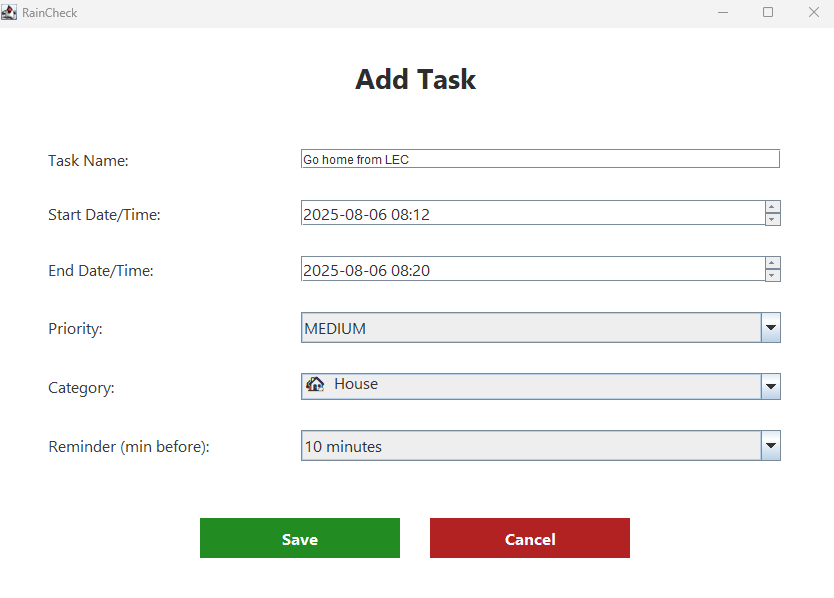 RainCheck
Add Task
Task Name: Go home from LEC
Start Date/Time: 2025-08-06 08:12
End Date/Time: 2025-08-06 08:20
Priority: MEDIUM
Category: House
Reminder (min before): 10 minutes
Save Cancel